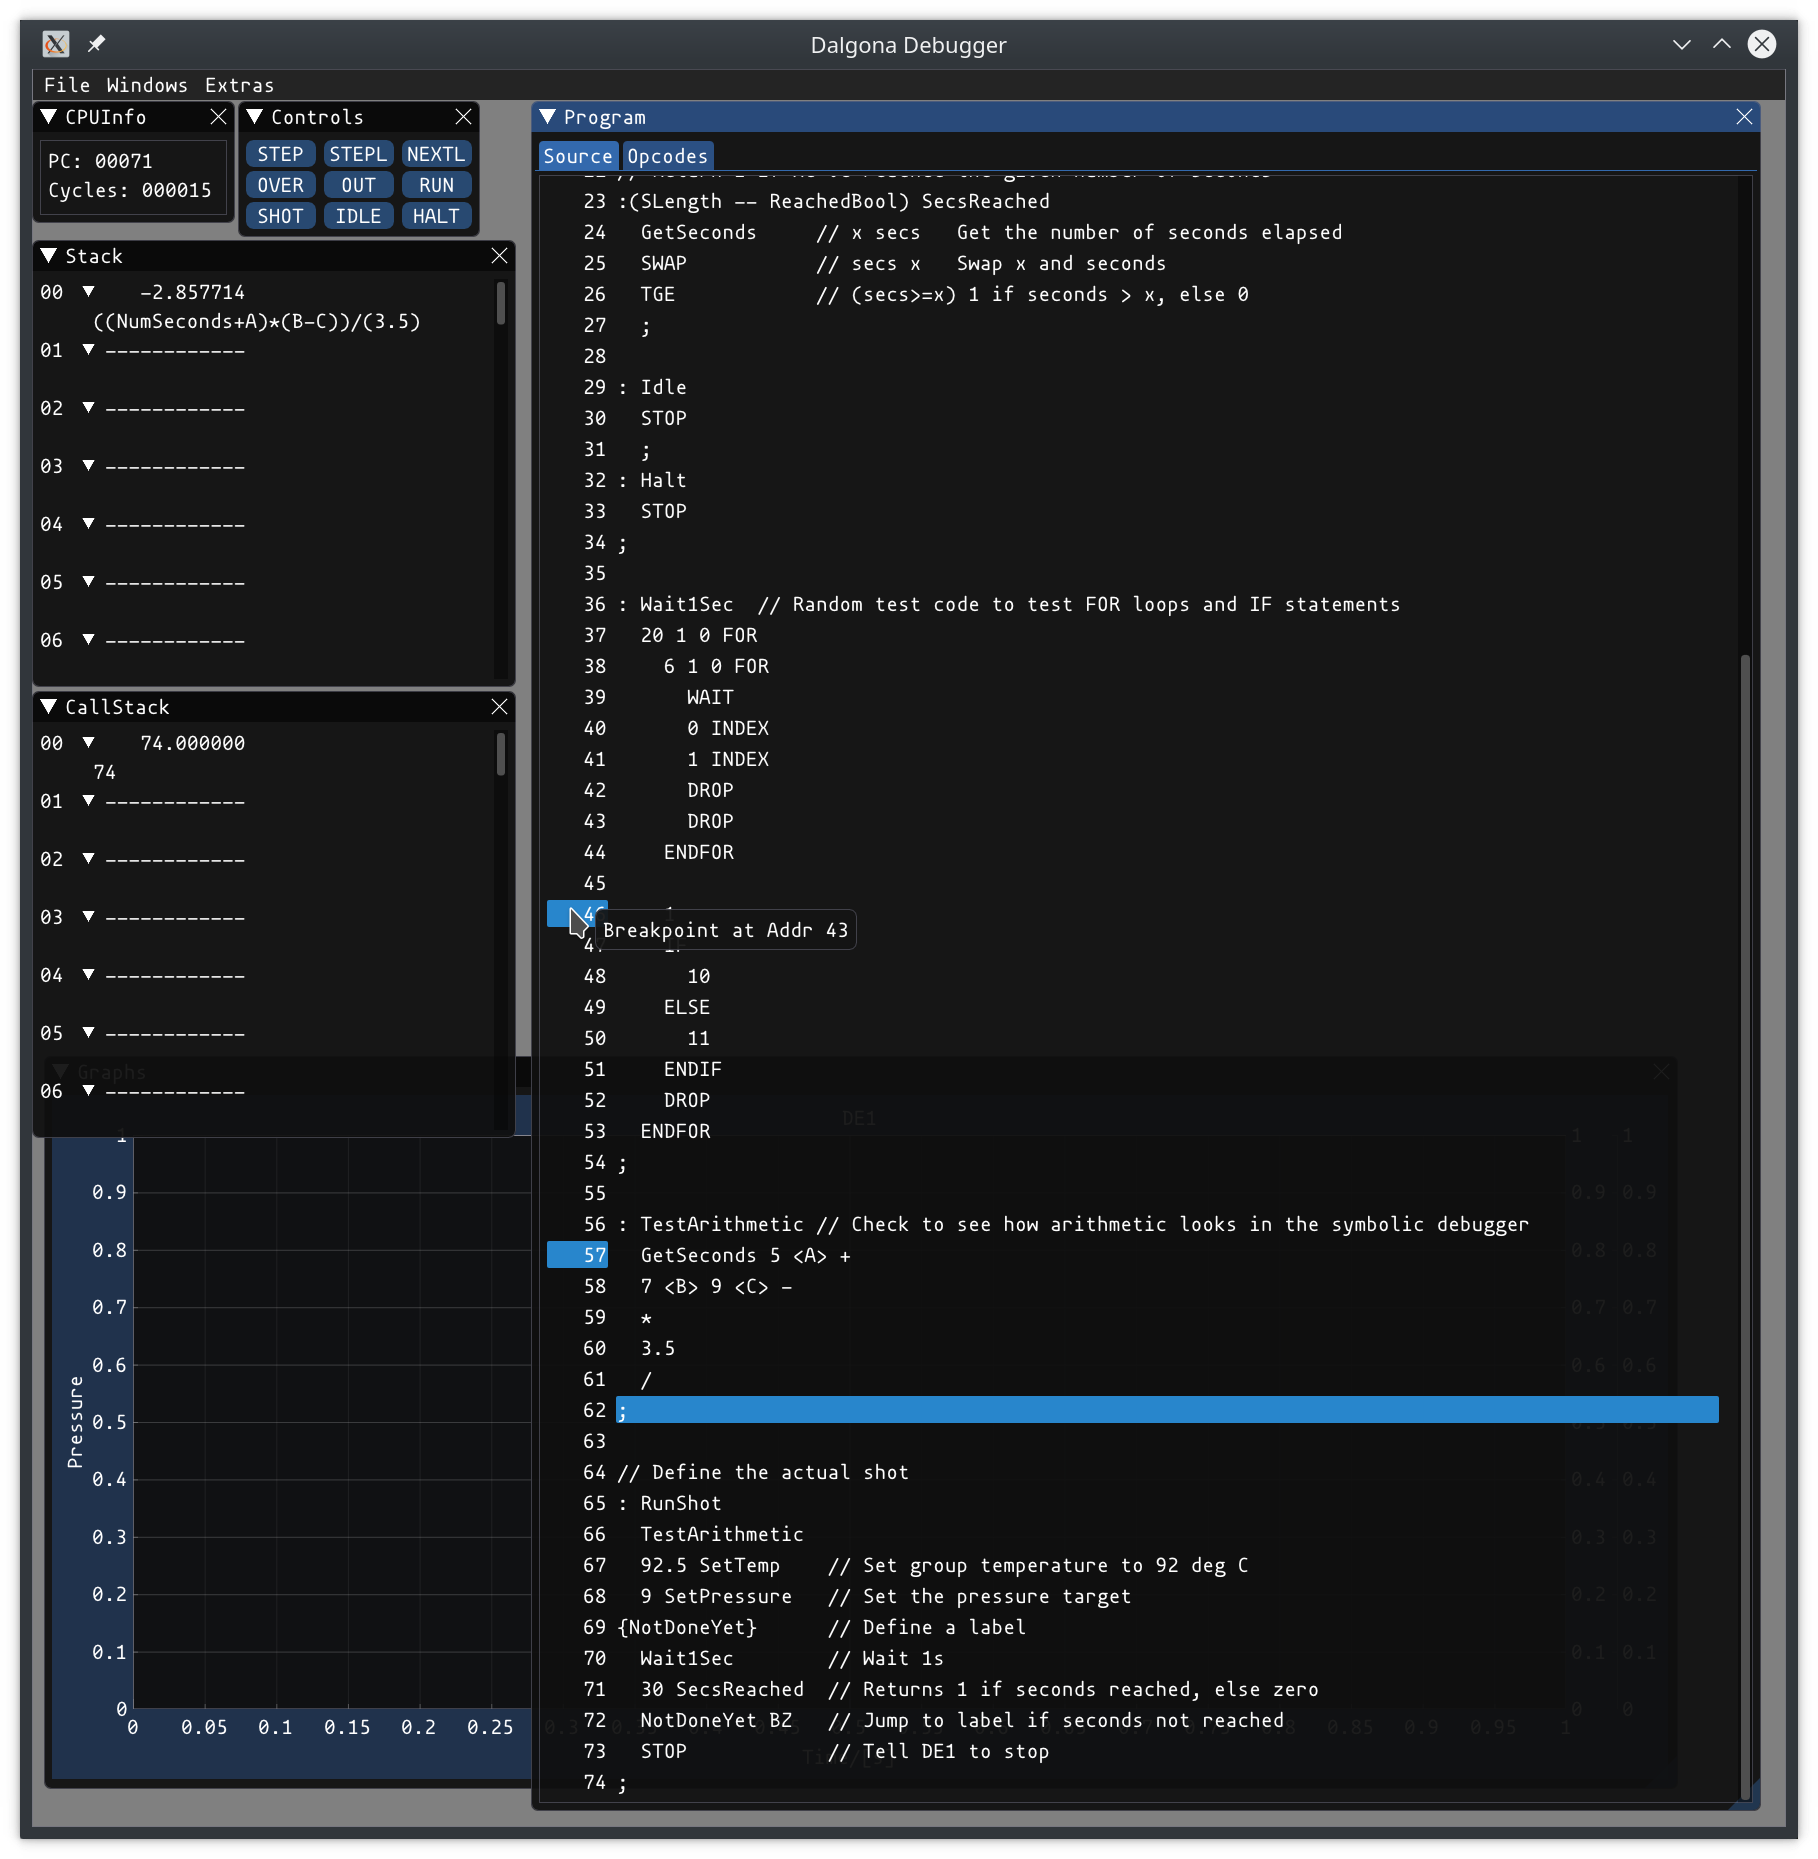 Dalgona Debugger
File Windows Extras
CPUInfo
PC: 00071
Cycles: 000015
Controls
STEP STEPL NEXTL
OVER OUT RUN
SHOT IDLE HALT
Stack
00 -2.857714
((NumSeconds+A)*(B-C))/(3.5)
01 ------------
02 ------------
03 ------------
04 ------------
05 ------------
06 ------------
CallStack
00 74.000000
74
01 ------------
02 ------------
03 ------------
04 ------------
05 ------------
06 ------------
Graphs
DE1
1
0.9
0.8
0.7
0.6
0.5
0.4
0.3
0.2
0.1
0
Pressure
0 0.05 0.1 0.15 0.2 0.25
Program
Source Opcodes
23 :(SLength -- ReachedBool) SecsReached
24 GetSeconds // x secs Get the number of seconds elapsed
25 SWAP // secs x Swap x and seconds
26 TGE // (secs>=x) 1 if seconds > x, else 0
27 ;
28
29 : Idle
30 STOP
31 ;
32 : Halt
33 STOP
34 ;
35
36 : Wait1Sec // Random test code to test FOR loops and IF statements
37 20 1 0 FOR
38 6 1 0 FOR
39 WAIT
40 0 INDEX
41 1 INDEX
42 DROP
43 DROP
44 ENDFOR
45
46 1
Breakpoint at Addr 43
47 IF
48 10
49 ELSE
50 11
51 ENDIF
52 DROP
53 ENDFOR
54 ;
55
56 : TestArithmetic // Check to see how arithmetic looks in the symbolic debugger
57 GetSeconds 5 <A> +
58 7 <B> 9 <C> -
59 *
60 3.5
61 /
62 ;
63
64 // Define the actual shot
65 : RunShot
66 TestArithmetic
67 92.5 SetTemp // Set group temperature to 92 deg C
68 9 SetPressure // Set the pressure target
69 {NotDoneYet} // Define a label
70 Wait1Sec // Wait 1s
71 30 SecsReached // Returns 1 if seconds reached, else zero
72 NotDoneYet BZ // Jump to label if seconds not reached
73 STOP // Tell DE1 to stop
74 ;